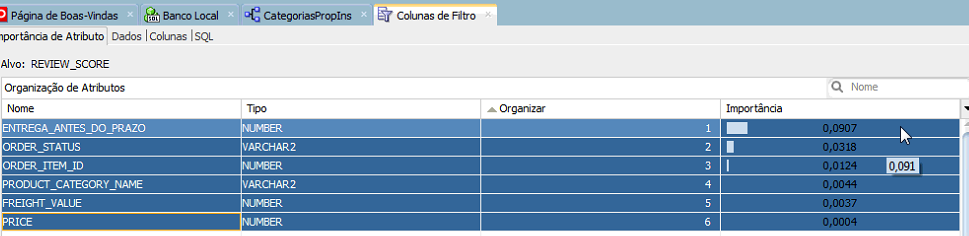 Página de Boas-Vindas Banco Local CategoriasPropIns Colunas de Filtro
mportância de Atributo Dados Colunas SQL
Alvo: REVIEW_SCORE
Organização de Atributos Nome
Nome Tipo Organizar Importância
ENTREGA_ANTES_DO_PRAZO NUMBER 1 0,0907
ORDER_STATUS VARCHAR2 2 0,0318
ORDER_ITEM_ID NUMBER 3 0,0124
0,091
PRODUCT_CATEGORY_NAME VARCHAR2 4 0,0044
FREIGHT_VALUE NUMBER 5 0,0037
PRICE NUMBER 6 0,0004